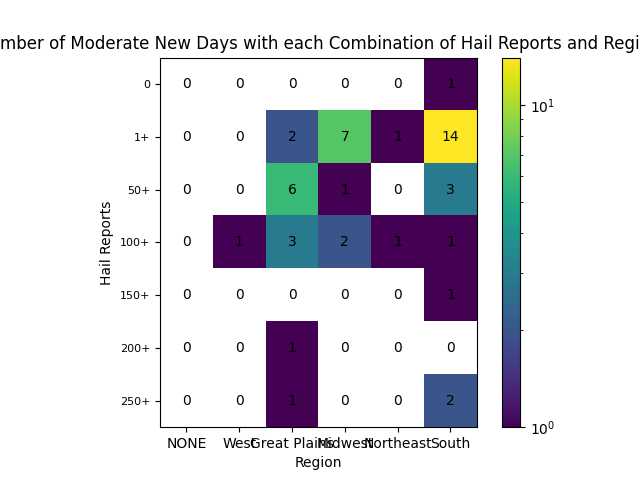 mber of Moderate New Days with each Combination of Hail Reports and Regi
0 0 0 0 0 0 1
1+ 0 0 2 7 1 14
50+ 0 0 6 1 0 3
100+ 0 1 3 2 1 1
150+ 0 0 0 0 0 1
200+ 0 0 1 0 0 0
250+ 0 0 1 0 0 2
NONE West Great Plains Midwest Northeast South
Region
Hail Reports
10¹
10⁰